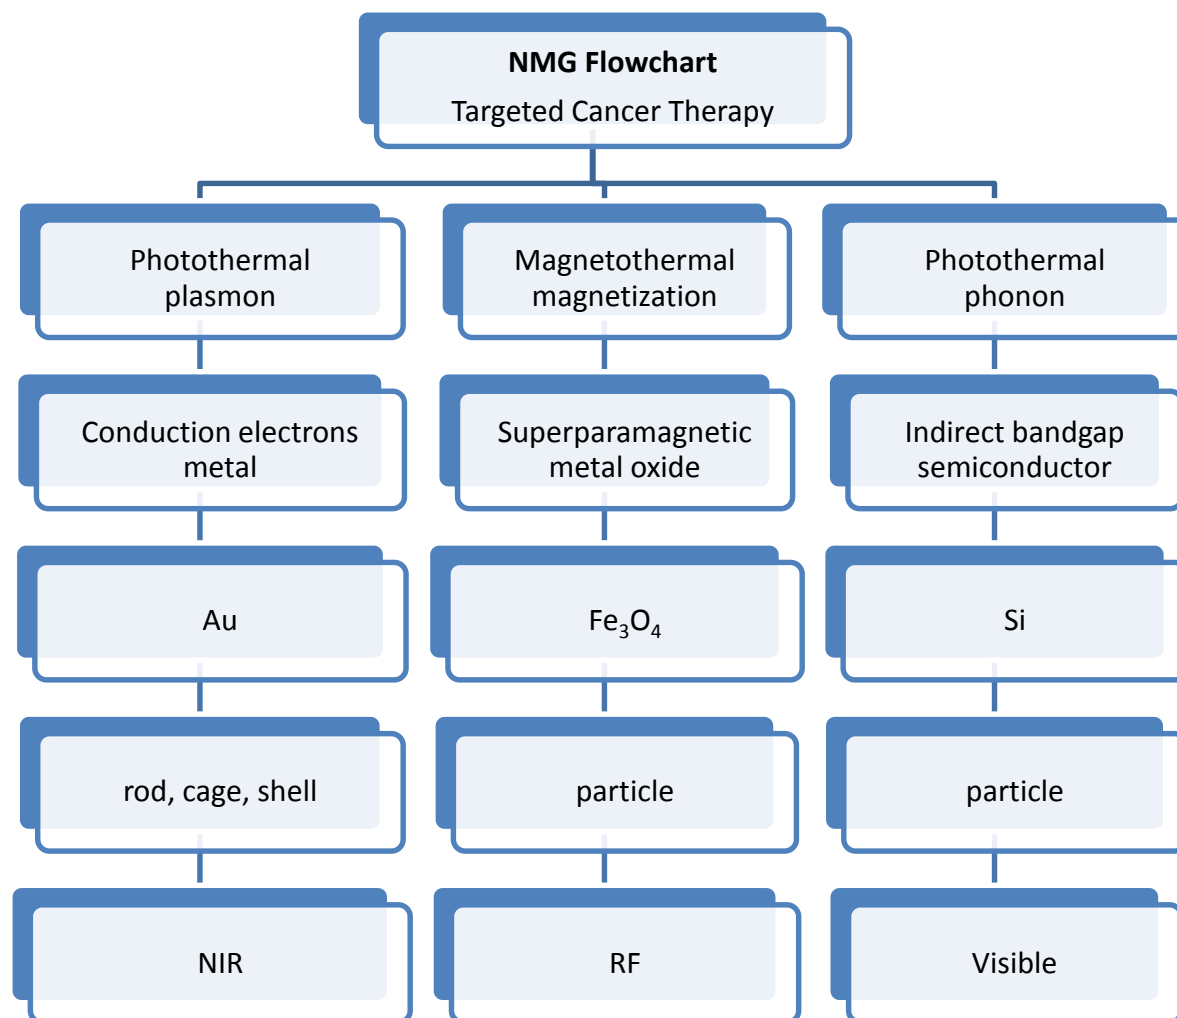 NMG Flowchart
Targeted Cancer Therapy
Photothermal
plasmon
Magnetothermal
magnetization
Photothermal
phonon
Conduction electrons
metal
Superparamagnetic
metal oxide
Indirect bandgap
semiconductor
Au
Fe₃O₄
Si
rod, cage, shell
particle
particle
NIR
RF
Visible